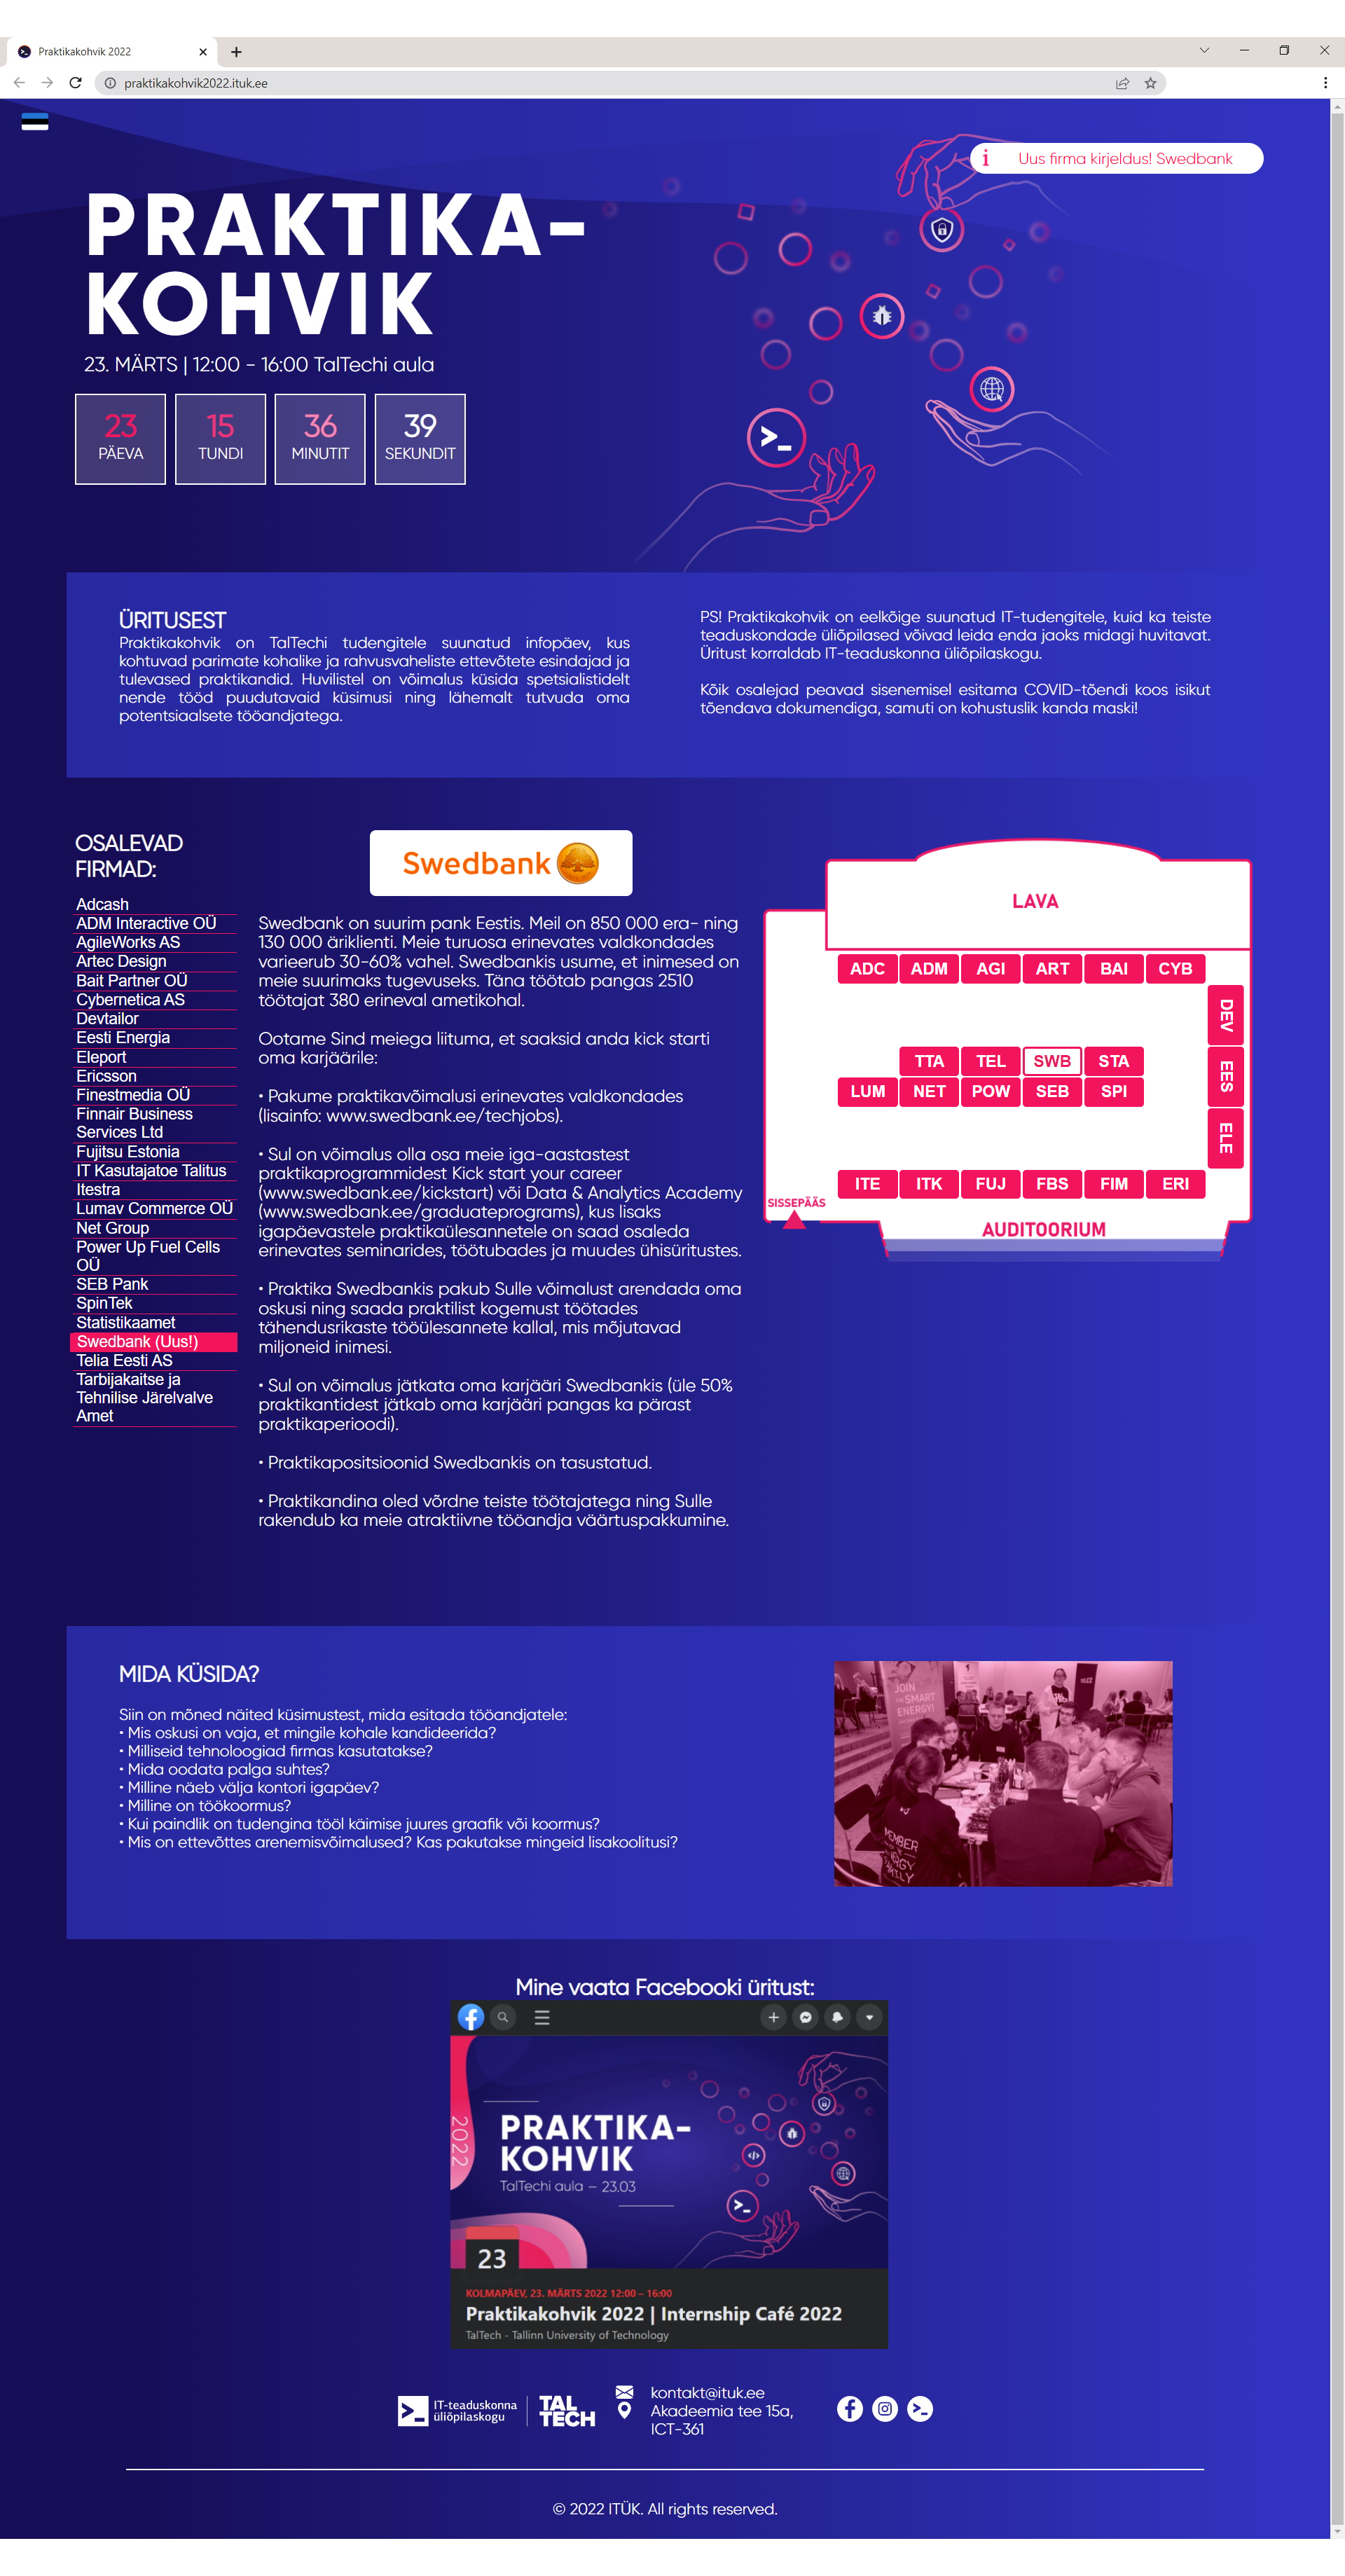 Praktikakohvik 2022
praktikakohvik2022.ituk.ee
i Uus firma kirjeldus! Swedbank
PRAKTIKA-
KOHVIK
23. MÄRTS | 12:00 - 16:00 TalTechi aula
23 15 36 39
PÄEVA TUNDI MINUTIT SEKUNDIT
>_
ÜRITUSEST
Praktikakohvik on TalTechi tudengitele suunatud infopäev, kus
kohtuvad parimate kohalike ja rahvusvaheliste ettevõtete esindajad ja
tulevased praktikandid. Huvilistel on võimalus küsida spetsialistidelt
nende tööd puudutavaid küsimusi ning lähemalt tutvuda oma
potentsiaalsete tööandjatega.
PS! Praktikakohvik on eelkõige suunatud IT-tudengitele, kuid ka teiste
teaduskondade üliõpilased võivad leida enda jaoks midagi huvitavat.
Üritust korraldab IT-teaduskonna üliõpilaskogu.
Kõik osalejad peavad sisenemisel esitama COVID-tõendi koos isikut
tõendava dokumendiga, samuti on kohustuslik kanda maski!
OSALEVAD
FIRMAD:
Adcash
ADM Interactive OÜ
AgileWorks AS
Artec Design
Bait Partner OÜ
Cybernetica AS
Devtailor
Eesti Energia
Eleport
Ericsson
Finestmedia OÜ
Finnair Business
Services Ltd
Fujitsu Estonia
IT Kasutajatoe Talitus
Itestra
Lumav Commerce OÜ
Net Group
Power Up Fuel Cells
OÜ
SEB Pank
SpinTek
Statistikaamet
Swedbank (Uus!)
Telia Eesti AS
Tarbijakaitse ja
Tehnilise Järelvalve
Amet
Swedbank
Swedbank on suurim pank Eestis. Meil on 850 000 era- ning
130 000 äriklienti. Meie turuosa erinevates valdkondades
varieerub 30-60% vahel. Swedbankis usume, et inimesed on
meie suurimaks tugevuseks. Täna töötab pangas 2510
töötajat 380 erineval ametikohal.
Ootame Sind meiega liituma, et saaksid anda kick starti
oma karjäärile:
• Pakume praktikavõimalusi erinevates valdkondades
(lisainfo: www.swedbank.ee/techjobs).
• Sul on võimalus olla osa meie iga-aastastest
praktikaprogrammidest Kick start your career
(www.swedbank.ee/kickstart) või Data & Analytics Academy
(www.swedbank.ee/graduateprograms), kus lisaks
igapäevastele praktikaülesannetele on saad osaleda
erinevates seminarides, töötubades ja muudes ühisüritustes.
• Praktika Swedbankis pakub Sulle võimalust arendada oma
oskusi ning saada praktilist kogemust töötades
tähendusrikaste tööülesannete kallal, mis mõjutavad
miljoneid inimesi.
• Sul on võimalus jätkata oma karjääri Swedbankis (üle 50%
praktikantidest jätkab oma karjääri pangas ka pärast
praktikaperioodi).
• Praktikapositsioonid Swedbankis on tasustatud.
• Praktikandina oled võrdne teiste töötajatega ning Sulle
rakendub ka meie atraktiivne tööandja väärtuspakkumine.
LAVA
ADC ADM AGI ART BAI CYB
DEV
TTA TEL SWB STA
EES
LUM NET POW SEB SPI
ELE
ITE ITK FUJ FBS FIM ERI
SISSEPÄÄS
AUDITOORIUM
MIDA KÜSIDA?
Siin on mõned näited küsimustest, mida esitada tööandjatele:
• Mis oskusi on vaja, et mingile kohale kandideerida?
• Milliseid tehnoloogiad firmas kasutatakse?
• Mida oodata palga suhtes?
• Milline näeb välja kontori igapäev?
• Milline on töökoormus?
• Kui paindlik on tudengina tööl käimise juures graafik või koormus?
• Mis on ettevõttes arenemisvõimalused? Kas pakutakse mingeid lisakoolitusi?
JOIN
THE SMART
ENERGY!
TELE2
MEMBER
ENERGY
FAMILY
Mine vaata Facebooki üritust:
2022
PRAKTIKA-
KOHVIK
TalTechi aula – 23.03
</>
>_
23
KOLMAPÄEV, 23. MÄRTS 2022 12:00 – 16:00
Praktikakohvik 2022 | Internship Café 2022
TalTech - Tallinn University of Technology
>_ IT-teaduskonna
üliõpilaskogu
TAL
TECH
kontakt@ituk.ee
Akadeemia tee 15a,
ICT-361
>_
© 2022 ITÜK. All rights reserved.